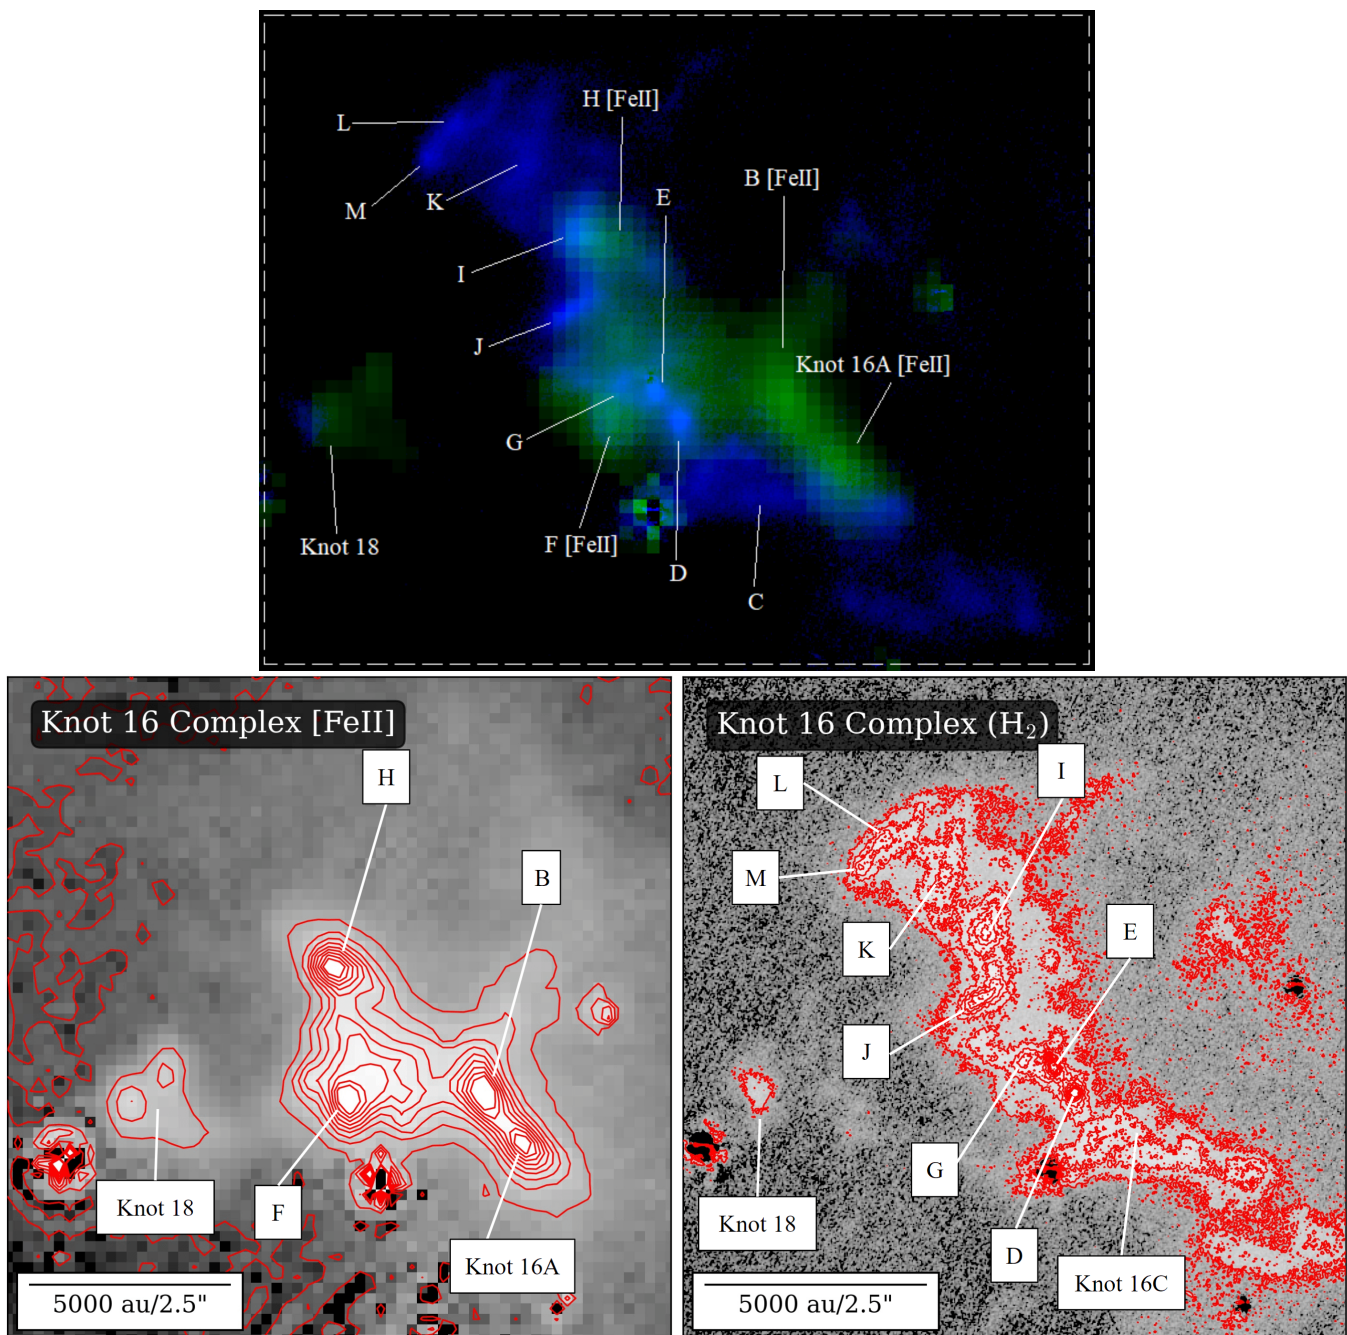 H [FeII]
L
B [FeII]
E
K
M
I
J
Knot 16A [FeII]
G
Knot 18
F [FeII]
D
C
Knot 16 Complex [FeII]
H
B
Knot 18
F
Knot 16A
5000 au/2.5"
Knot 16 Complex (H₂)
I
L
M
E
K
J
G
Knot 18
D
Knot 16C
5000 au/2.5"